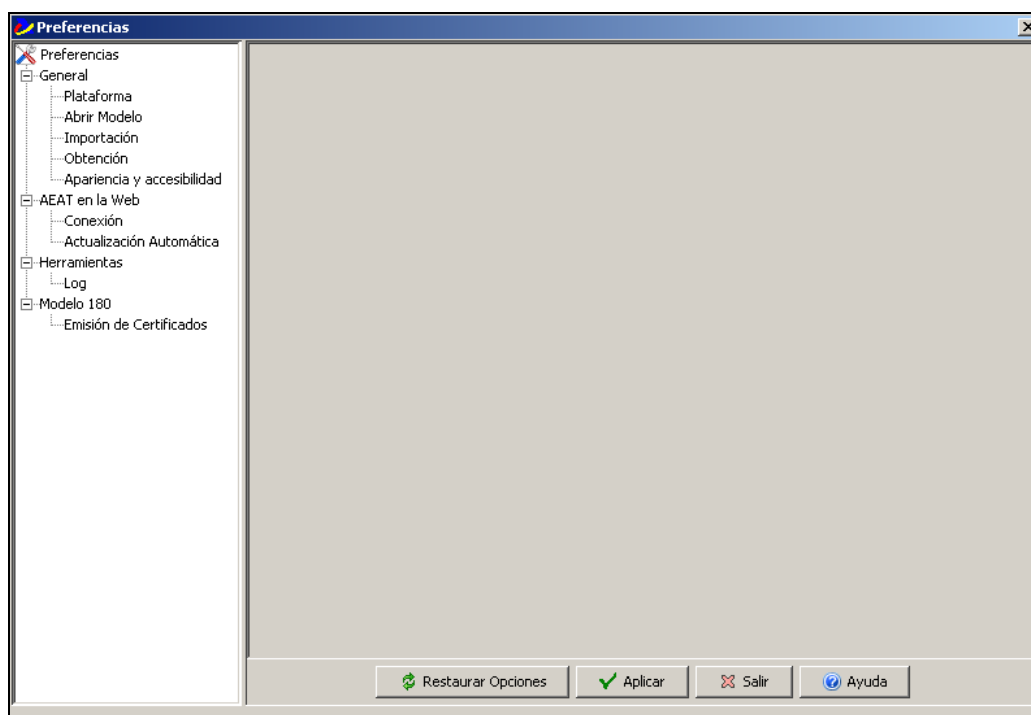 Preferencias
Preferencias
General
Plataforma
Abrir Modelo
Importación
Obtención
Apariencia y accesibilidad
AEAT en la Web
Conexión
Actualización Automática
Herramientas
Log
Modelo 180
Emisión de Certificados
Restaurar Opciones
Aplicar
Salir
Ayuda